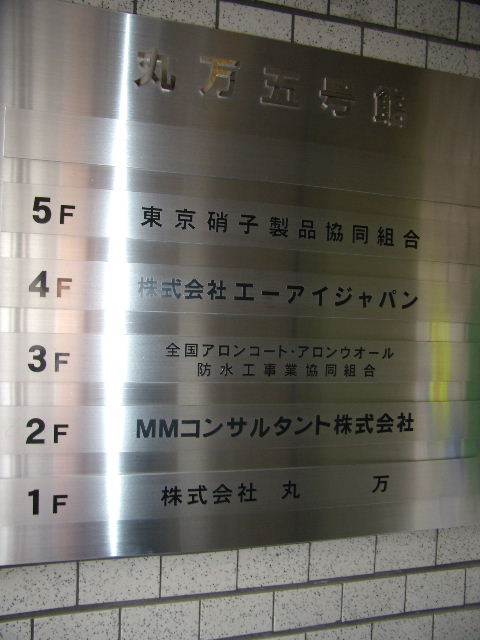 丸万五号館
5F 東京硝子製品協同組合
4F 株式会社エーアイジャパン
3F 全国アロンコート・アロンウオール
防水工事業協同組合
2F MMコンサルタント株式会社
1F 株式会社 丸 万